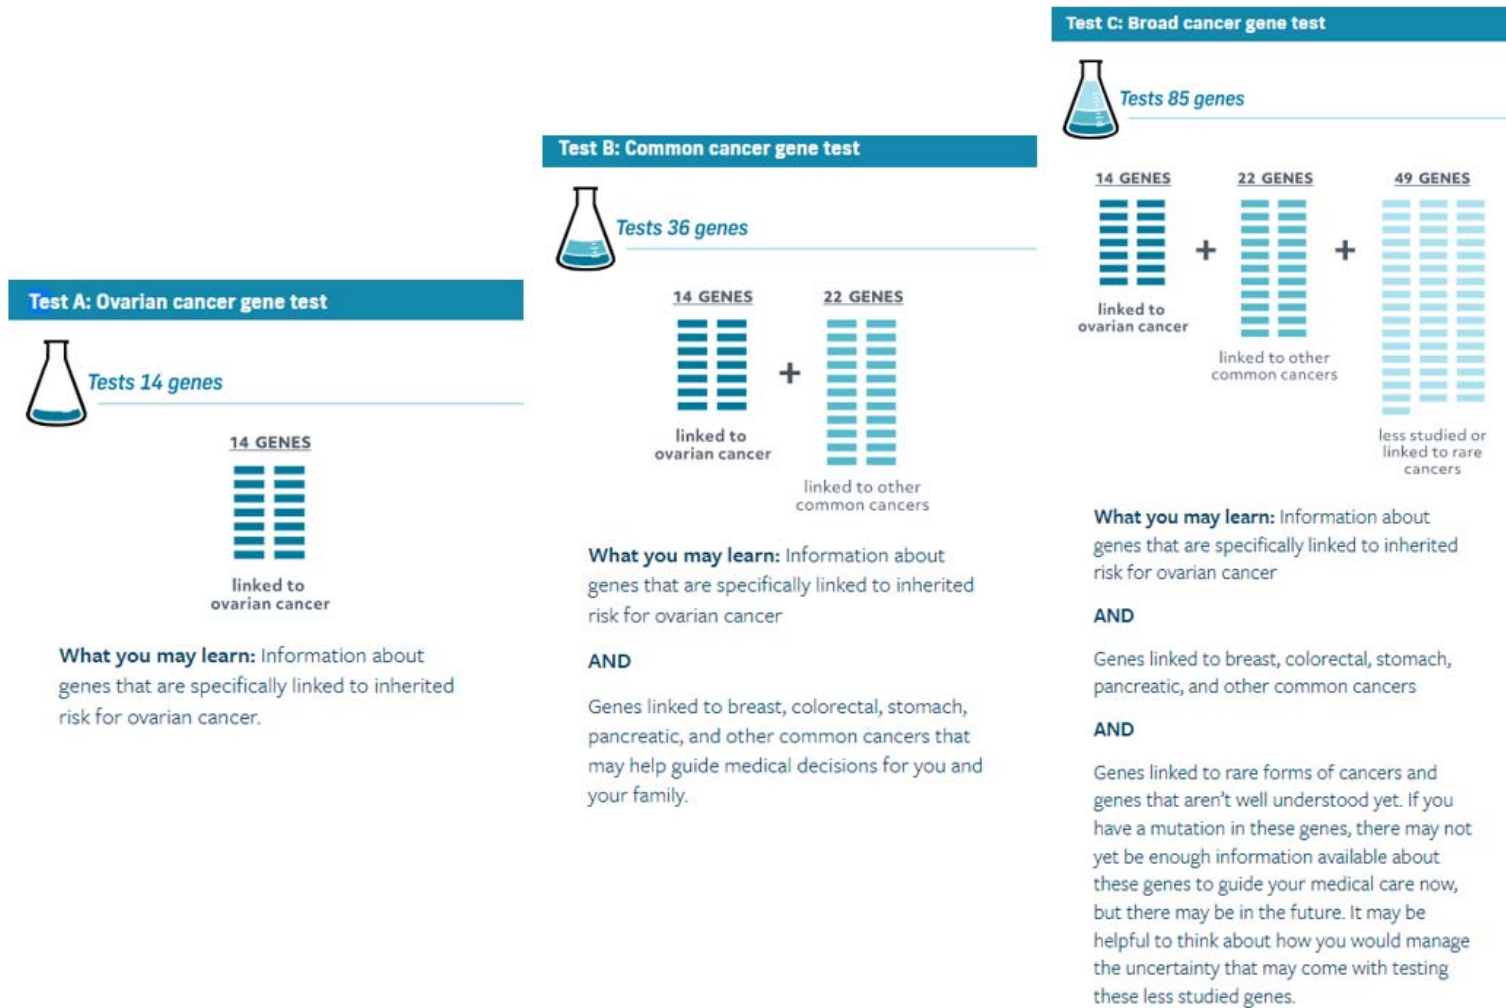 Test A: Ovarian cancer gene test
Tests 14 genes
14 GENES
linked to
ovarian cancer
What you may learn: Information about
genes that are specifically linked to inherited
risk for ovarian cancer.
Test B: Common cancer gene test
Tests 36 genes
14 GENES
+
22 GENES
linked to
ovarian cancer
linked to other
common cancers
What you may learn: Information about
genes that are specifically linked to inherited
risk for ovarian cancer
AND
Genes linked to breast, colorectal, stomach,
pancreatic, and other common cancers that
may help guide medical decisions for you and
your family.
Test C: Broad cancer gene test
Tests 85 genes
14 GENES
+
22 GENES
+
49 GENES
linked to
ovarian cancer
linked to other
common cancers
less studied or
linked to rare
cancers
What you may learn: Information about
genes that are specifically linked to inherited
risk for ovarian cancer
AND
Genes linked to breast, colorectal, stomach,
pancreatic, and other common cancers
AND
Genes linked to rare forms of cancers and
genes that aren't well understood yet. If you
have a mutation in these genes, there may not
yet be enough information available about
these genes to guide your medical care now,
but there may be in the future. It may be
helpful to think about how you would manage
the uncertainty that may come with testing
these less studied genes.